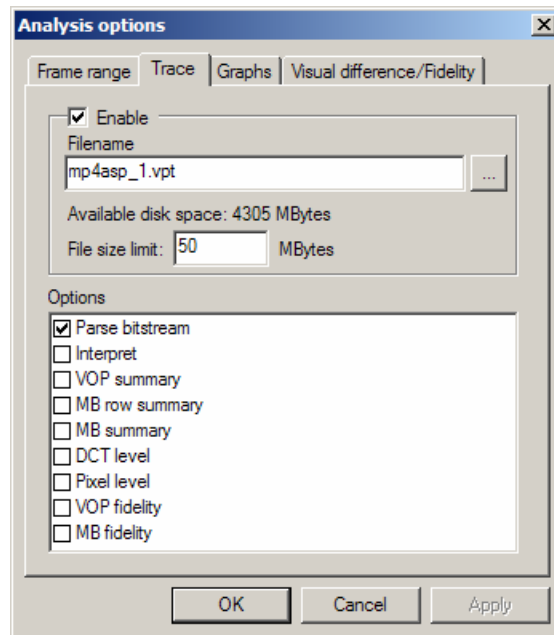 Analysis options
Frame range Trace Graphs Visual difference/Fidelity
Enable
Filename
mp4asp_1.vpt ...
Available disk space: 4305 MBytes
File size limit: 50 MBytes
Options
Parse bitstream
Interpret
VOP summary
MB row summary
MB summary
DCT level
Pixel level
VOP fidelity
MB fidelity
OK Cancel Apply